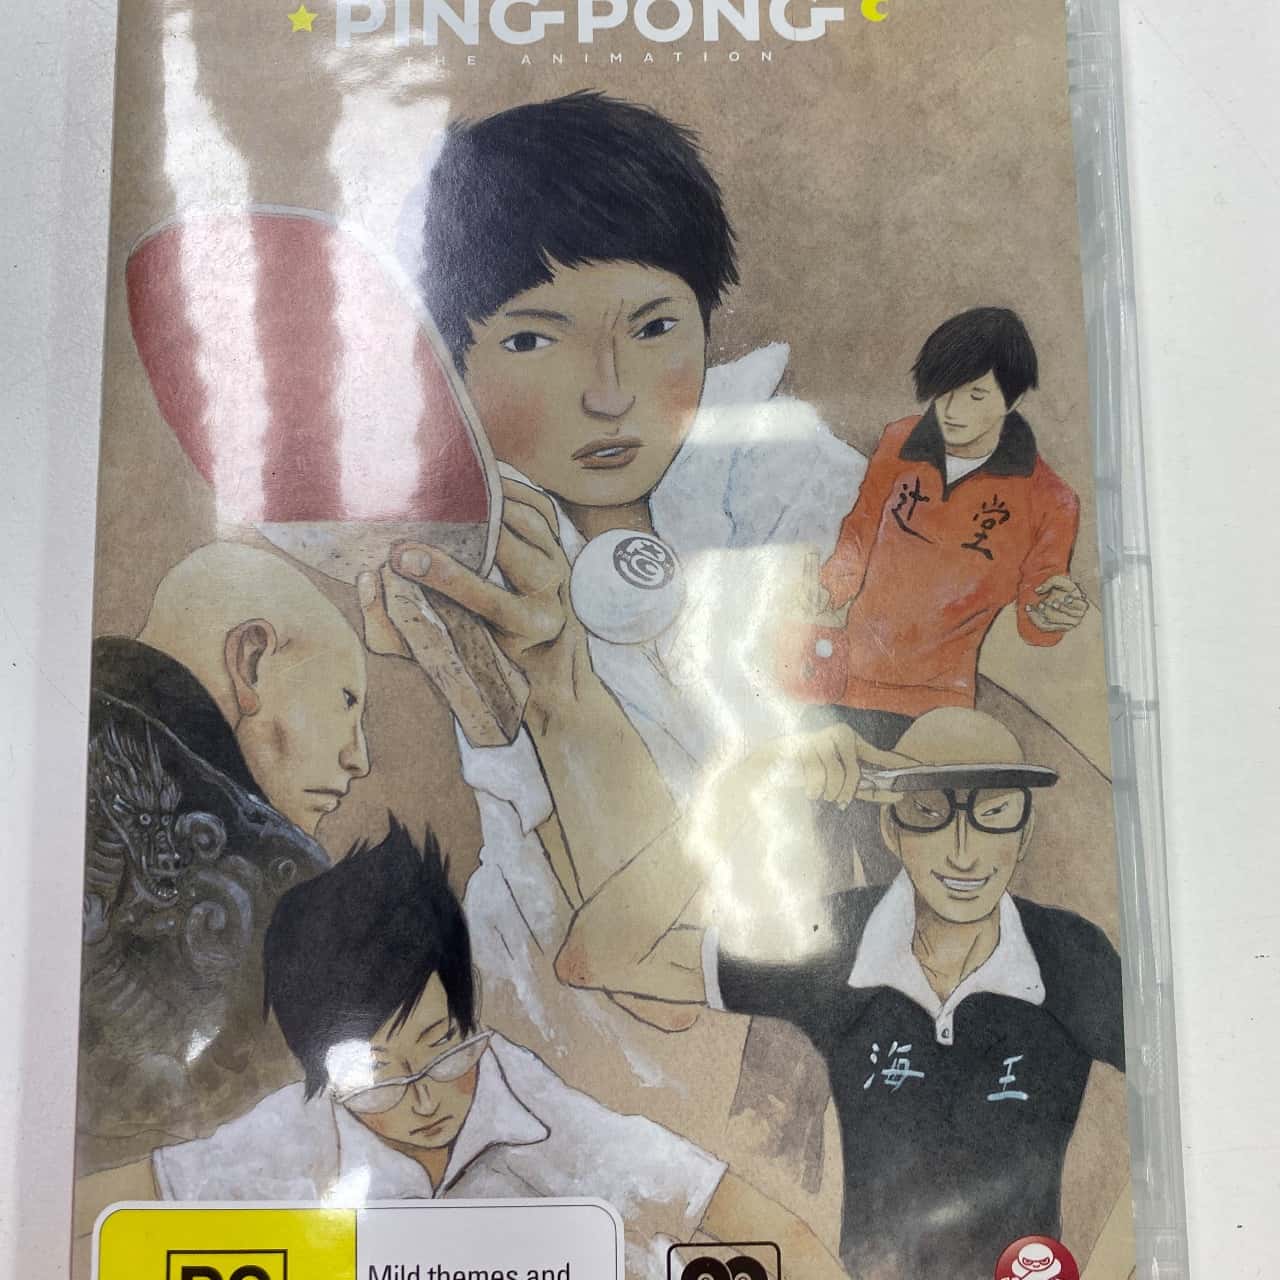 PING PONG
THE ANIMATION
辻 堂
海 王
PG
Mild themes and